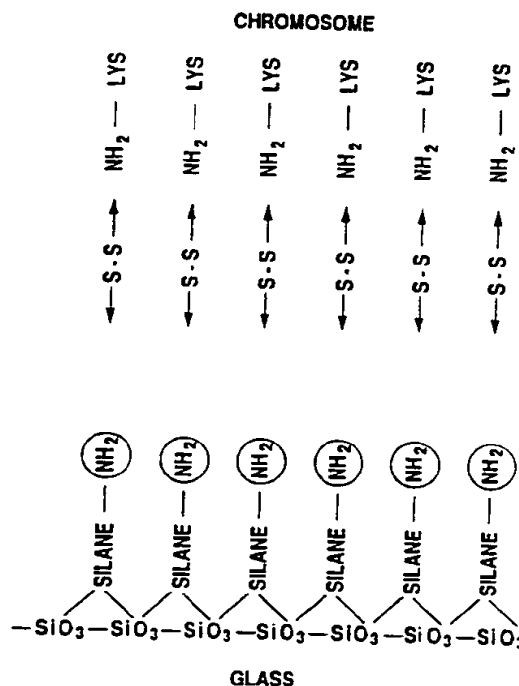 CHROMOSOME
LYS LYS LYS LYS LYS LYS
NH₂ NH₂ NH₂ NH₂ NH₂ NH₂
S-S S-S S-S S-S S-S S-S
NH₂ NH₂ NH₂ NH₂ NH₂ NH₂
SILANE SILANE SILANE SILANE SILANE SILANE
—SiO₃—SiO₃—SiO₃—SiO₃—SiO₃—SiO₃—SiO₃
GLASS